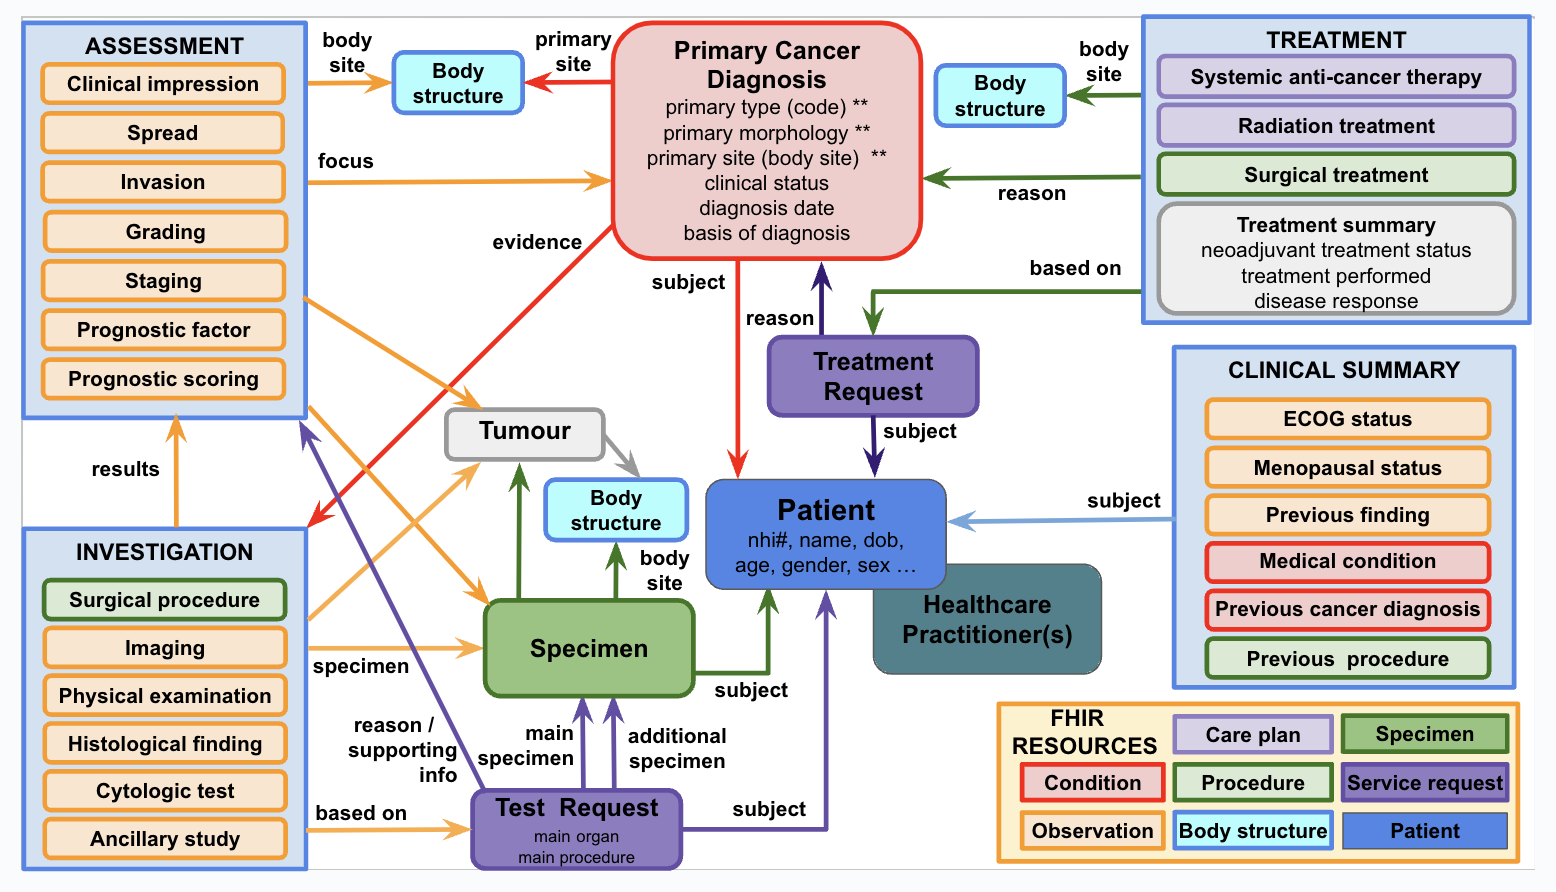 ASSESSMENT
Clinical impression
Spread
Invasion
Grading
Staging
Prognostic factor
Prognostic scoring
body
site
Body
structure
primary
site
focus
evidence
Primary Cancer
Diagnosis
primary type (code) **
primary morphology **
primary site (body site)  **
clinical status
diagnosis date
basis of diagnosis
subject
reason
Body
structure
body
site
reason
based on
TREATMENT
Systemic anti-cancer therapy
Radiation treatment
Surgical treatment
Treatment summary
neoadjuvant treatment status
treatment performed
disease response
Treatment
Request
subject
CLINICAL SUMMARY
ECOG status
Menopausal status
Previous finding
Medical condition
Previous cancer diagnosis
Previous  procedure
subject
results
Tumour
Body
structure
body
site
Patient
nhi#, name, dob,
age, gender, sex ...
Healthcare
Practitioner(s)
INVESTIGATION
Surgical procedure
Imaging
Physical examination
Histological finding
Cytologic test
Ancillary study
specimen
Specimen
subject
reason /
supporting
info
main
specimen
additional
specimen
based on
Test  Request
main organ
main procedure
subject
FHIR
RESOURCES
Care plan
Specimen
Condition
Procedure
Service request
Observation
Body structure
Patient